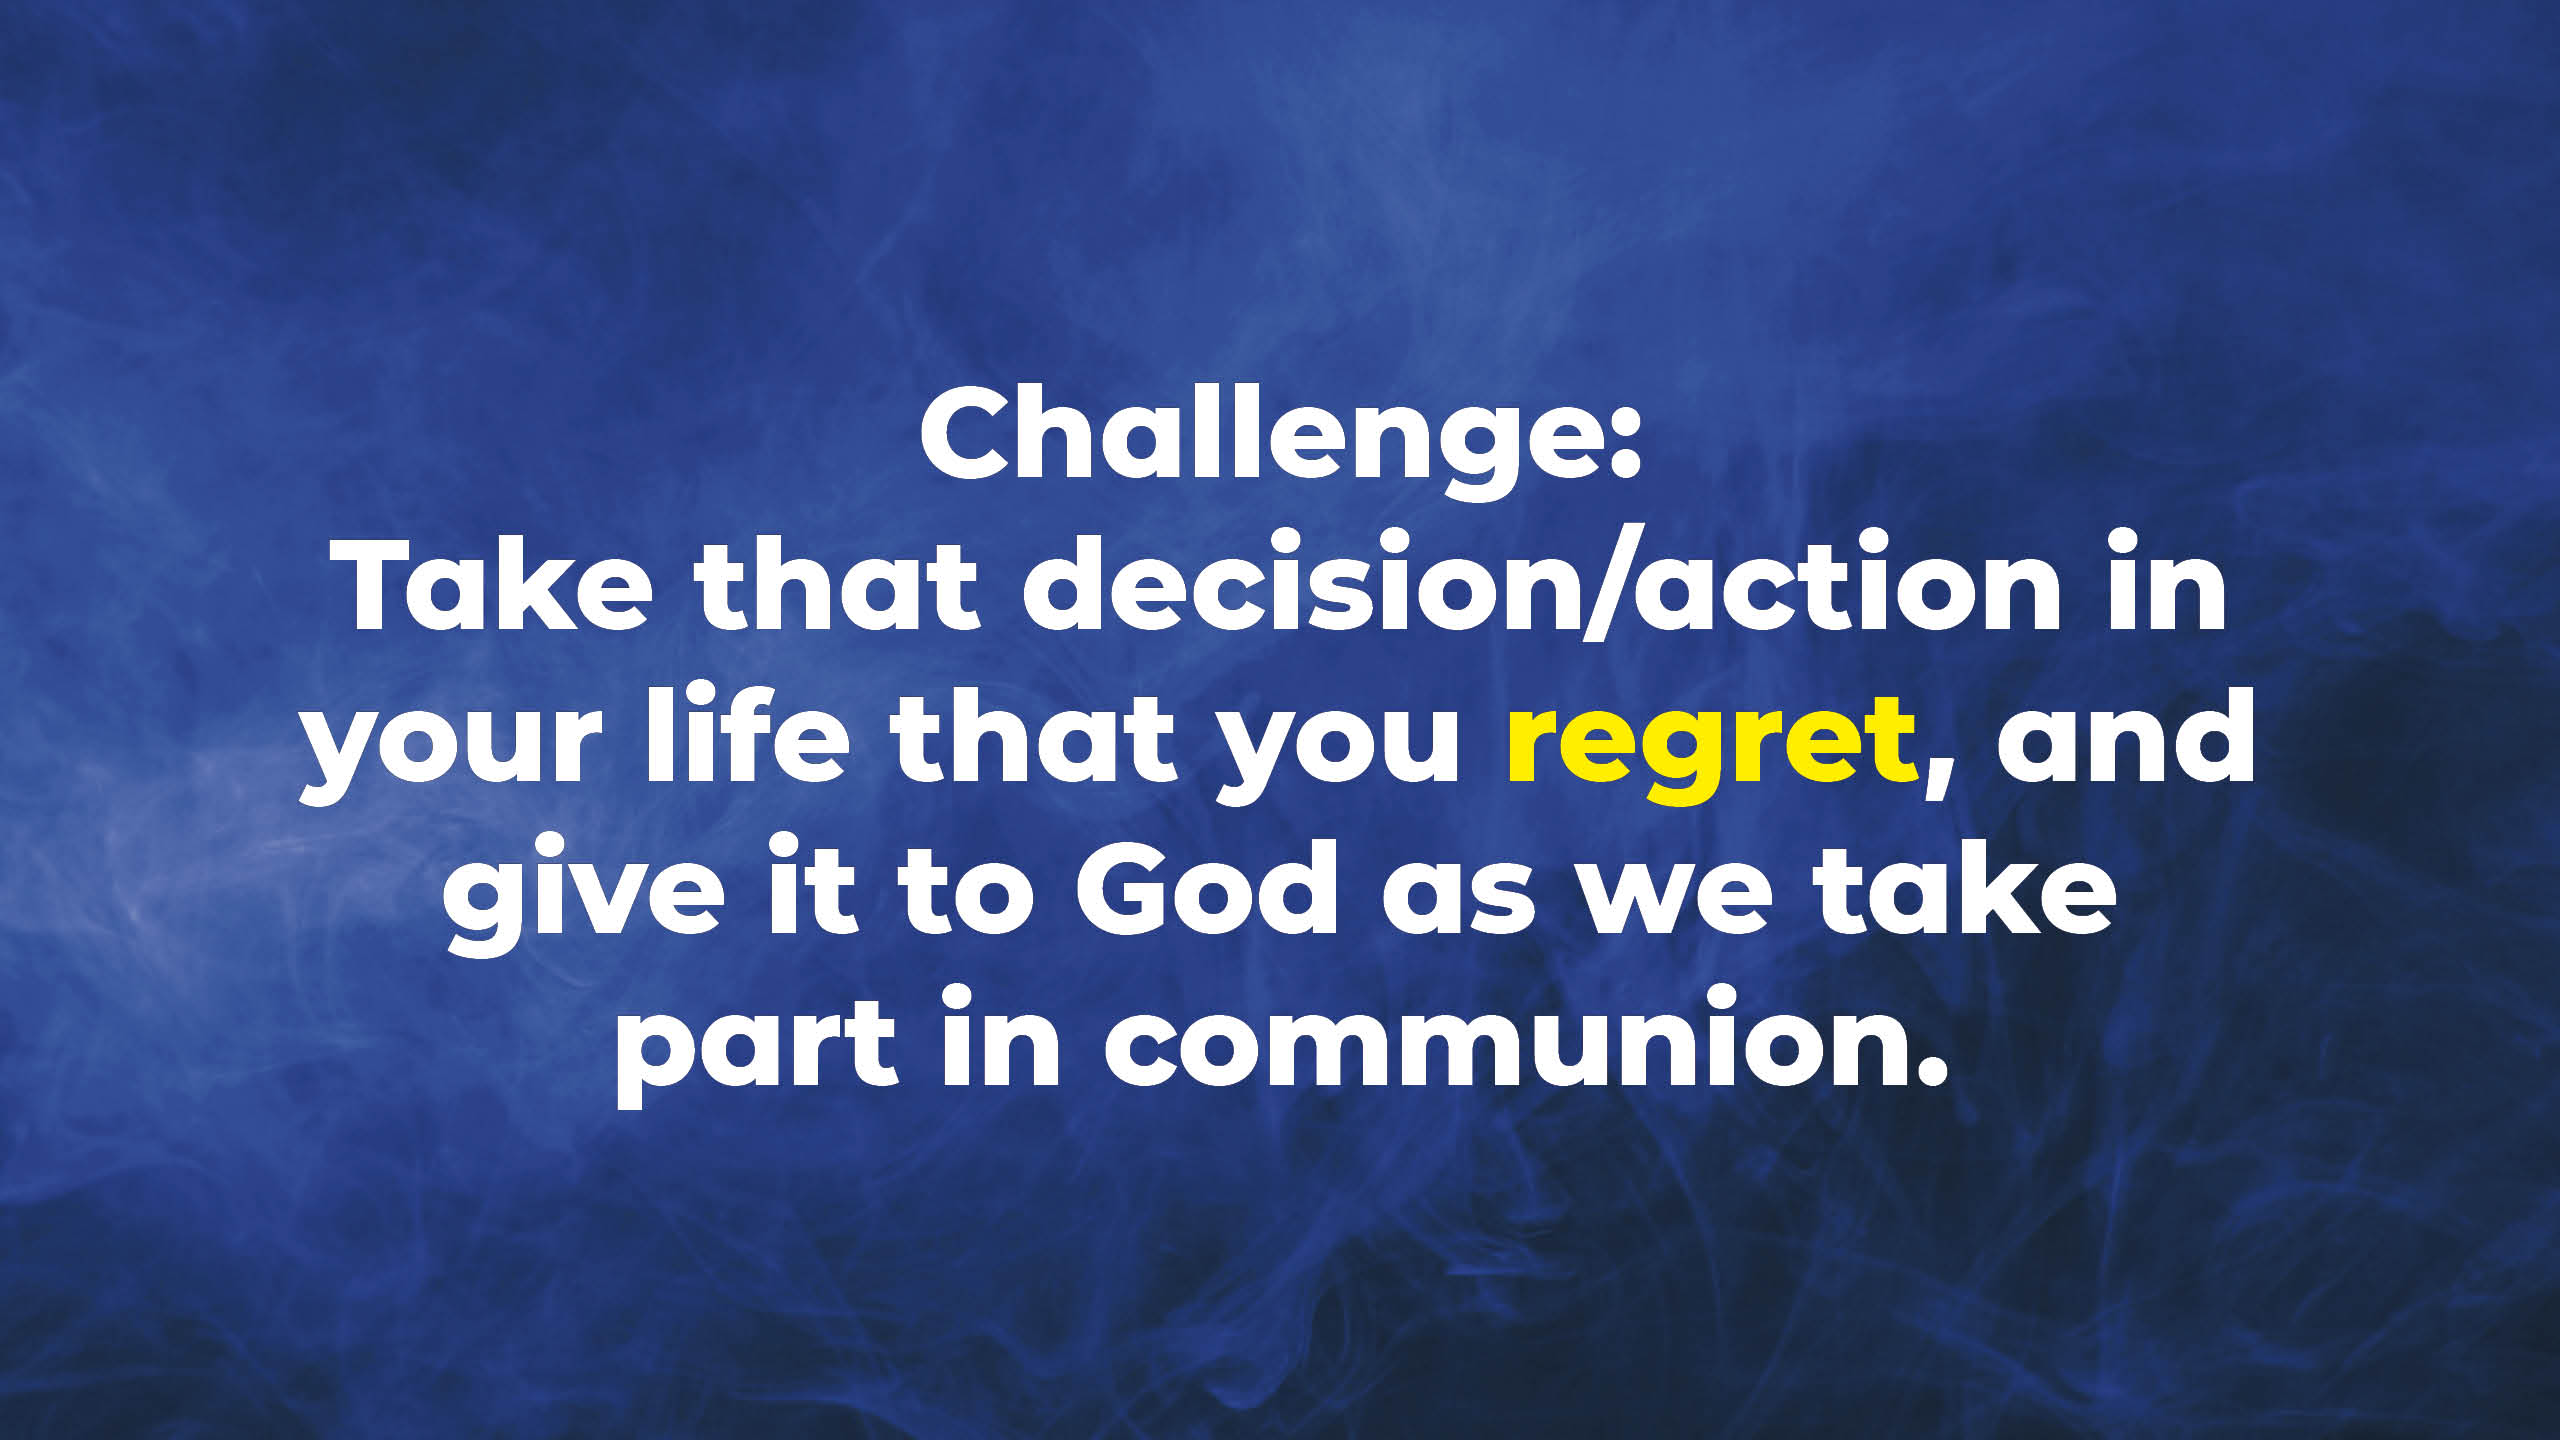 Challenge:
Take that decision/action in
your life that you regret, and
give it to God as we take
part in communion.